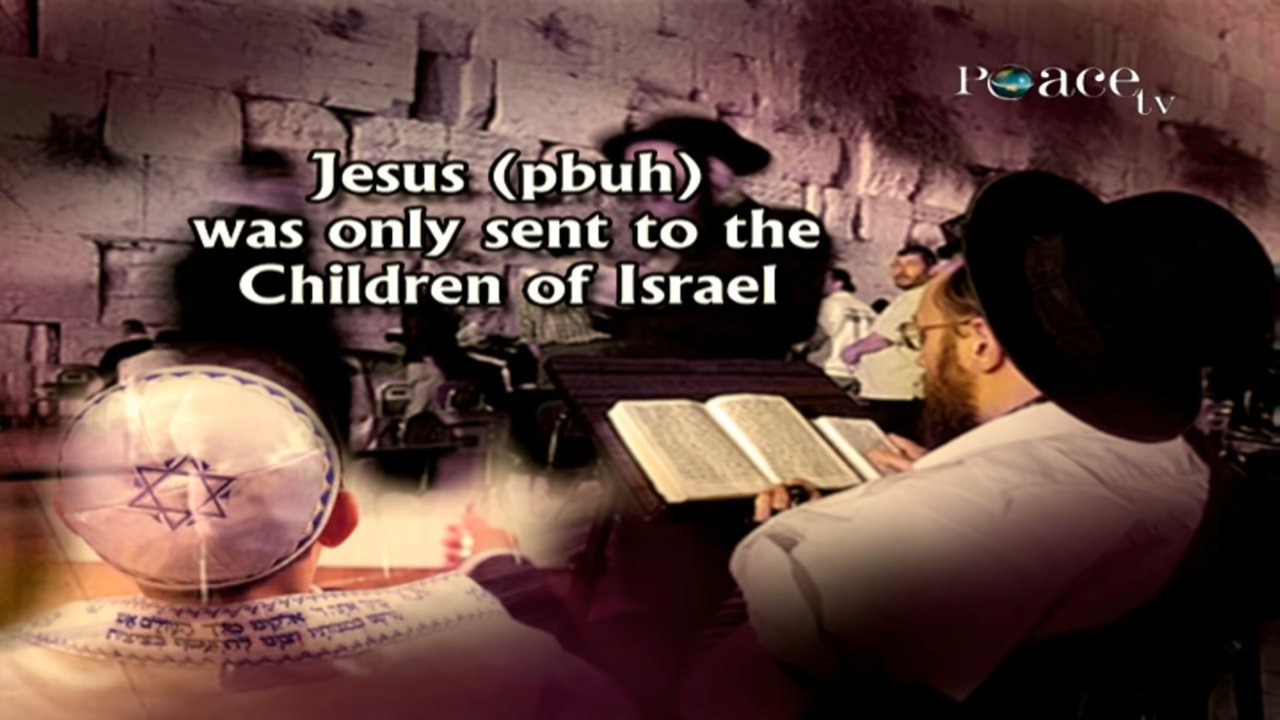 Peace tv
Jesus (pbuh)
was only sent to the
Children of Israel